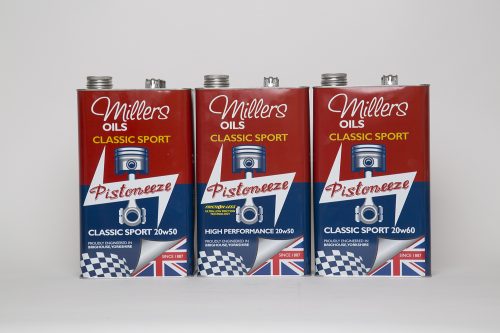 Millers
OILS
CLASSIC SPORT
Pistoneeze
CLASSIC SPORT 20w50
PROUDLY ENGINEERED IN
BRIGHOUSE, YORKSHIRE
SINCE 1887
Millers
OILS
CLASSIC SPORT
Pistoneeze
TECHNOLOGY
HIGH PERFORMANCE 20w50
PROUDLY ENGINEERED IN
BRIGHOUSE, YORKSHIRE
SINCE 1887
Millers
OILS
CLASSIC SPORT
Pistoneeze
CLASSIC SPORT 20w60
PROUDLY ENGINEERED IN
BRIGHOUSE, YORKSHIRE
SINCE 1887